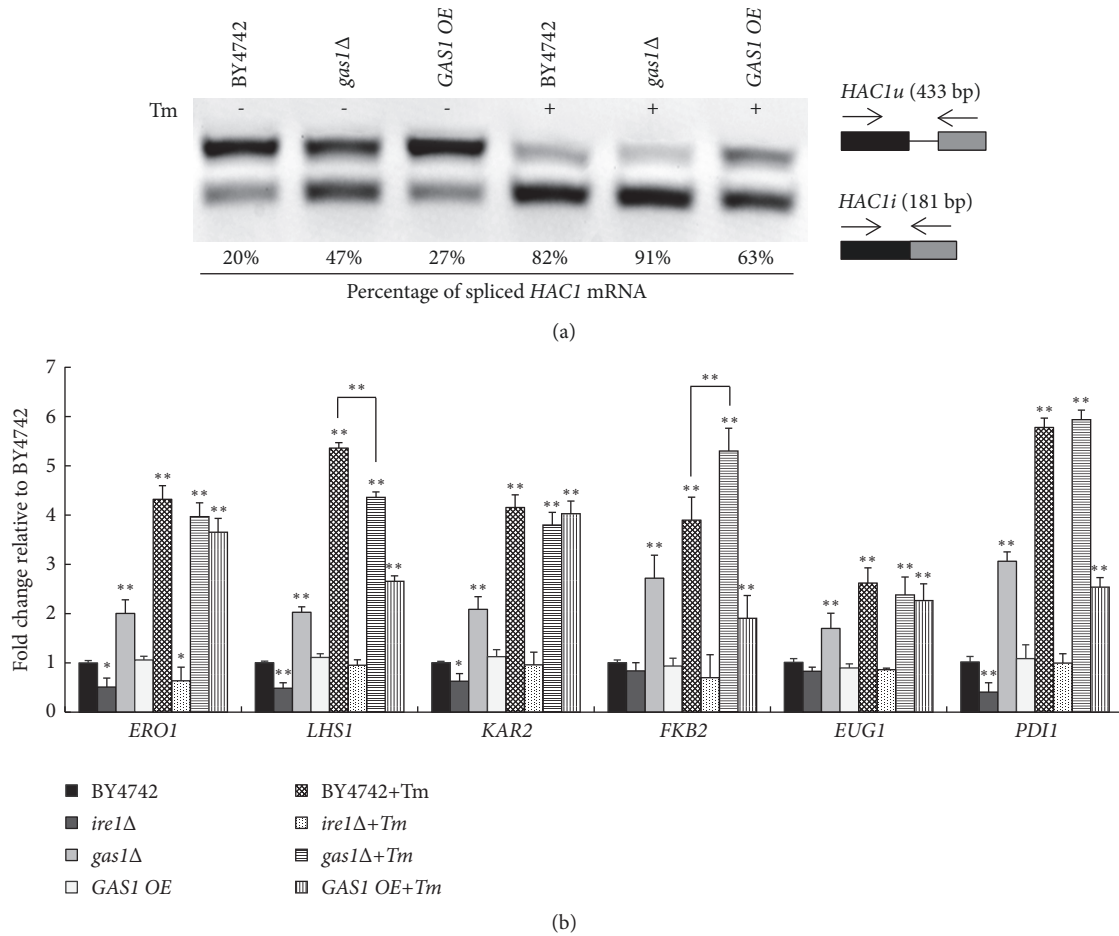 BY4742
gas1Δ
GAS1 OE
BY4742
gas1Δ
GAS1 OE
Tm - - - + + +
HAC1u (433 bp)
HAC1i (181 bp)
20% 47% 27% 82% 91% 63%
Percentage of spliced HAC1 mRNA
(a)
Fold change relative to BY4742
7
6
5
4
3
2
1
0
** ** ** ** ** ** ** ** ** ** ** ** ** ** ** ** ** ** ** ** ** ** ** ** ** **
* * ** * **
ERO1 LHS1 KAR2 FKB2 EUG1 PDI1
BY4742
ire1Δ
gas1Δ
GAS1 OE
BY4742+Tm
ire1Δ+Tm
gas1Δ+Tm
GAS1 OE+Tm
(b)